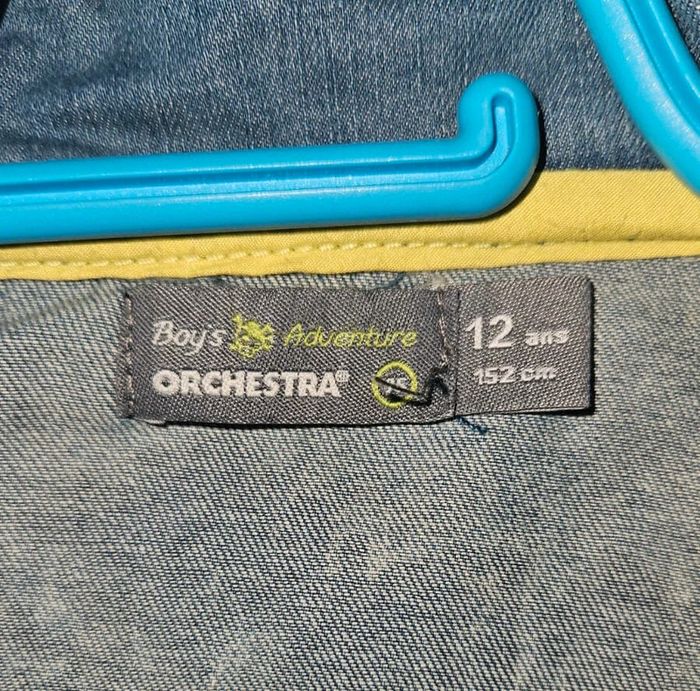 Boy's Adventure
ORCHESTRA
12 ans
152 cm